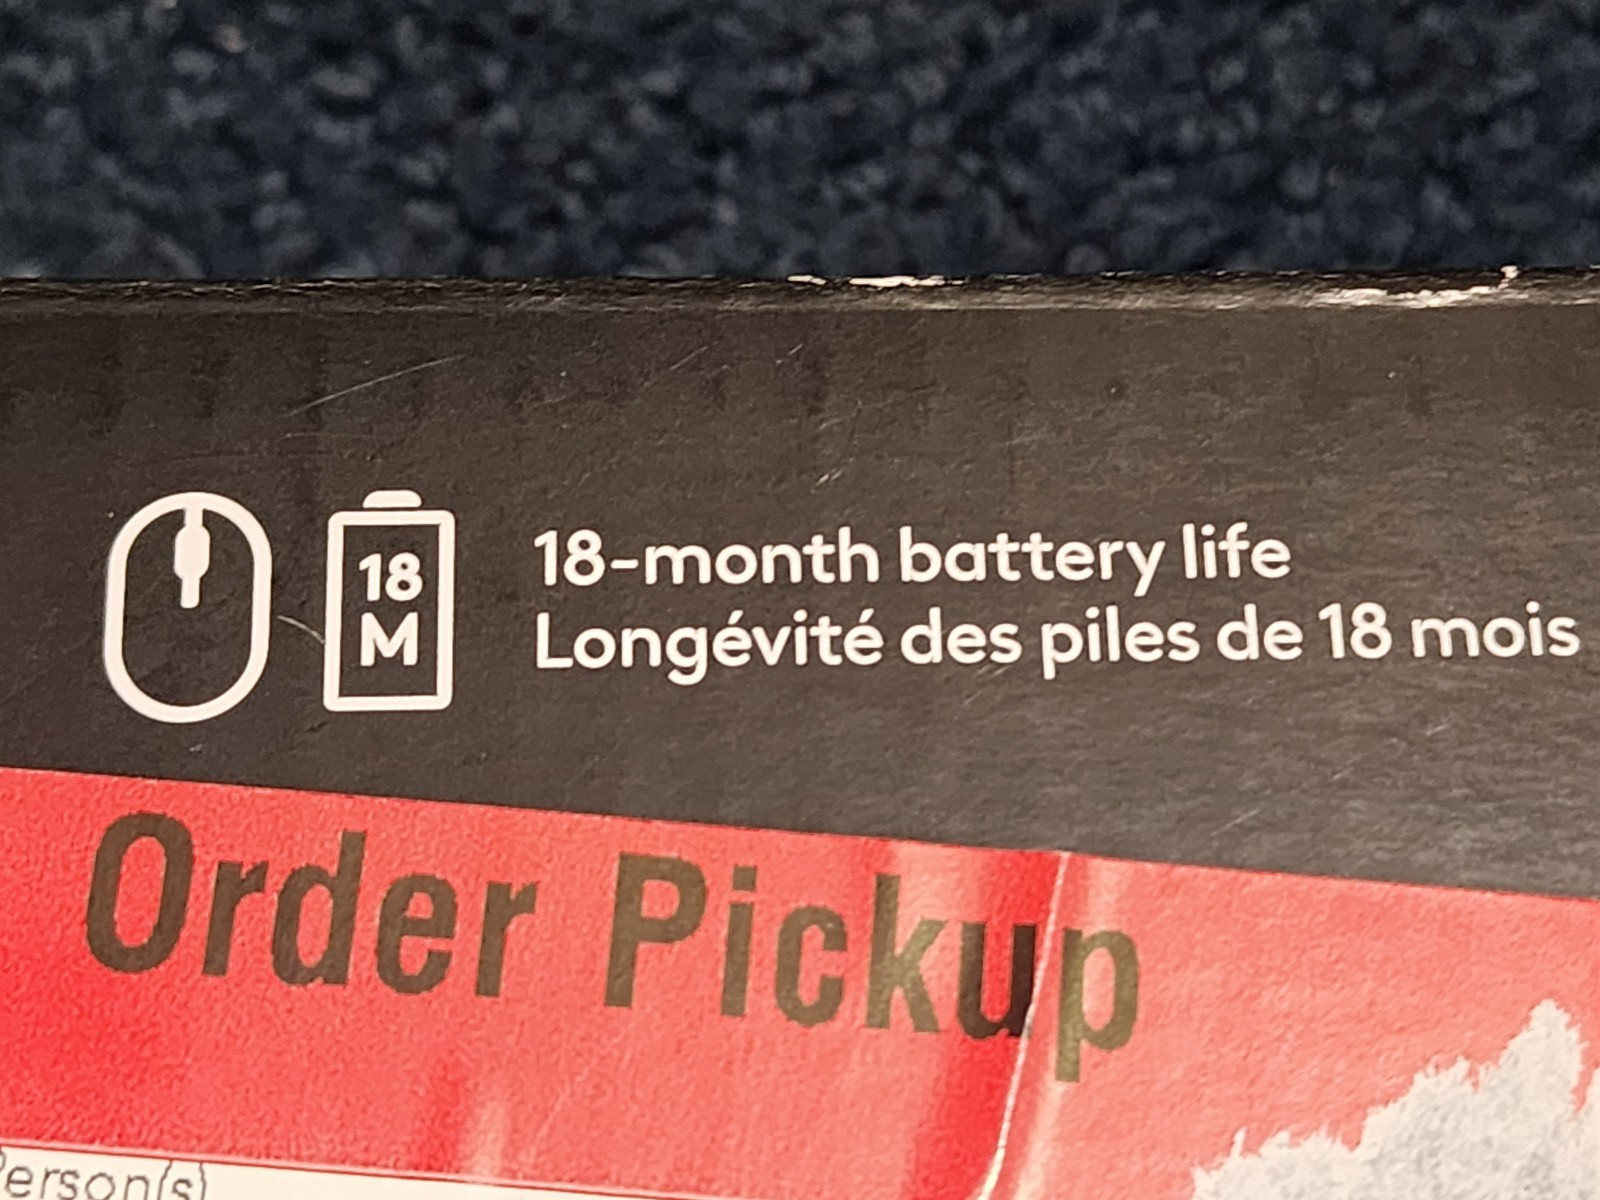 18
M
18-month battery life
Longévité des piles de 18 mois
Order Pickup